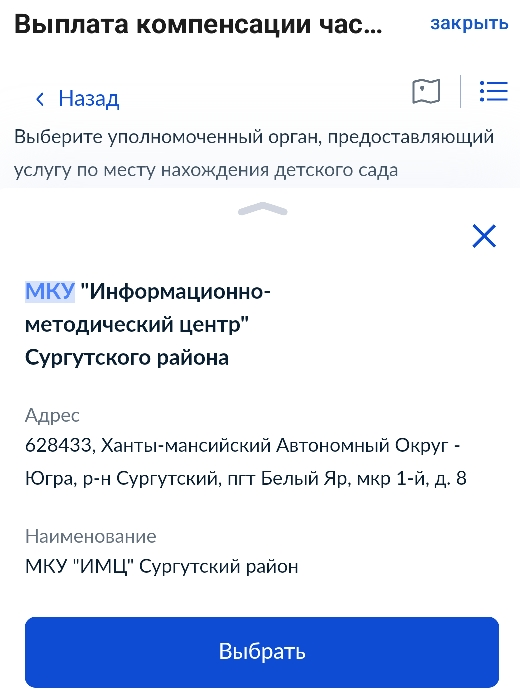 Выплата компенсации час...
закрыть
Назад
Выберите уполномоченный орган, предоставляющий
услугу по месту нахождения детского сада
МКУ "Информационно-
методический центр"
Сургутского района
Адрес
628433, Ханты-мансийский Автономный Округ -
Югра, р-н Сургутский, пгт Белый Яр, мкр 1-й, д. 8
Наименование
МКУ "ИМЦ" Сургутский район
Выбрать